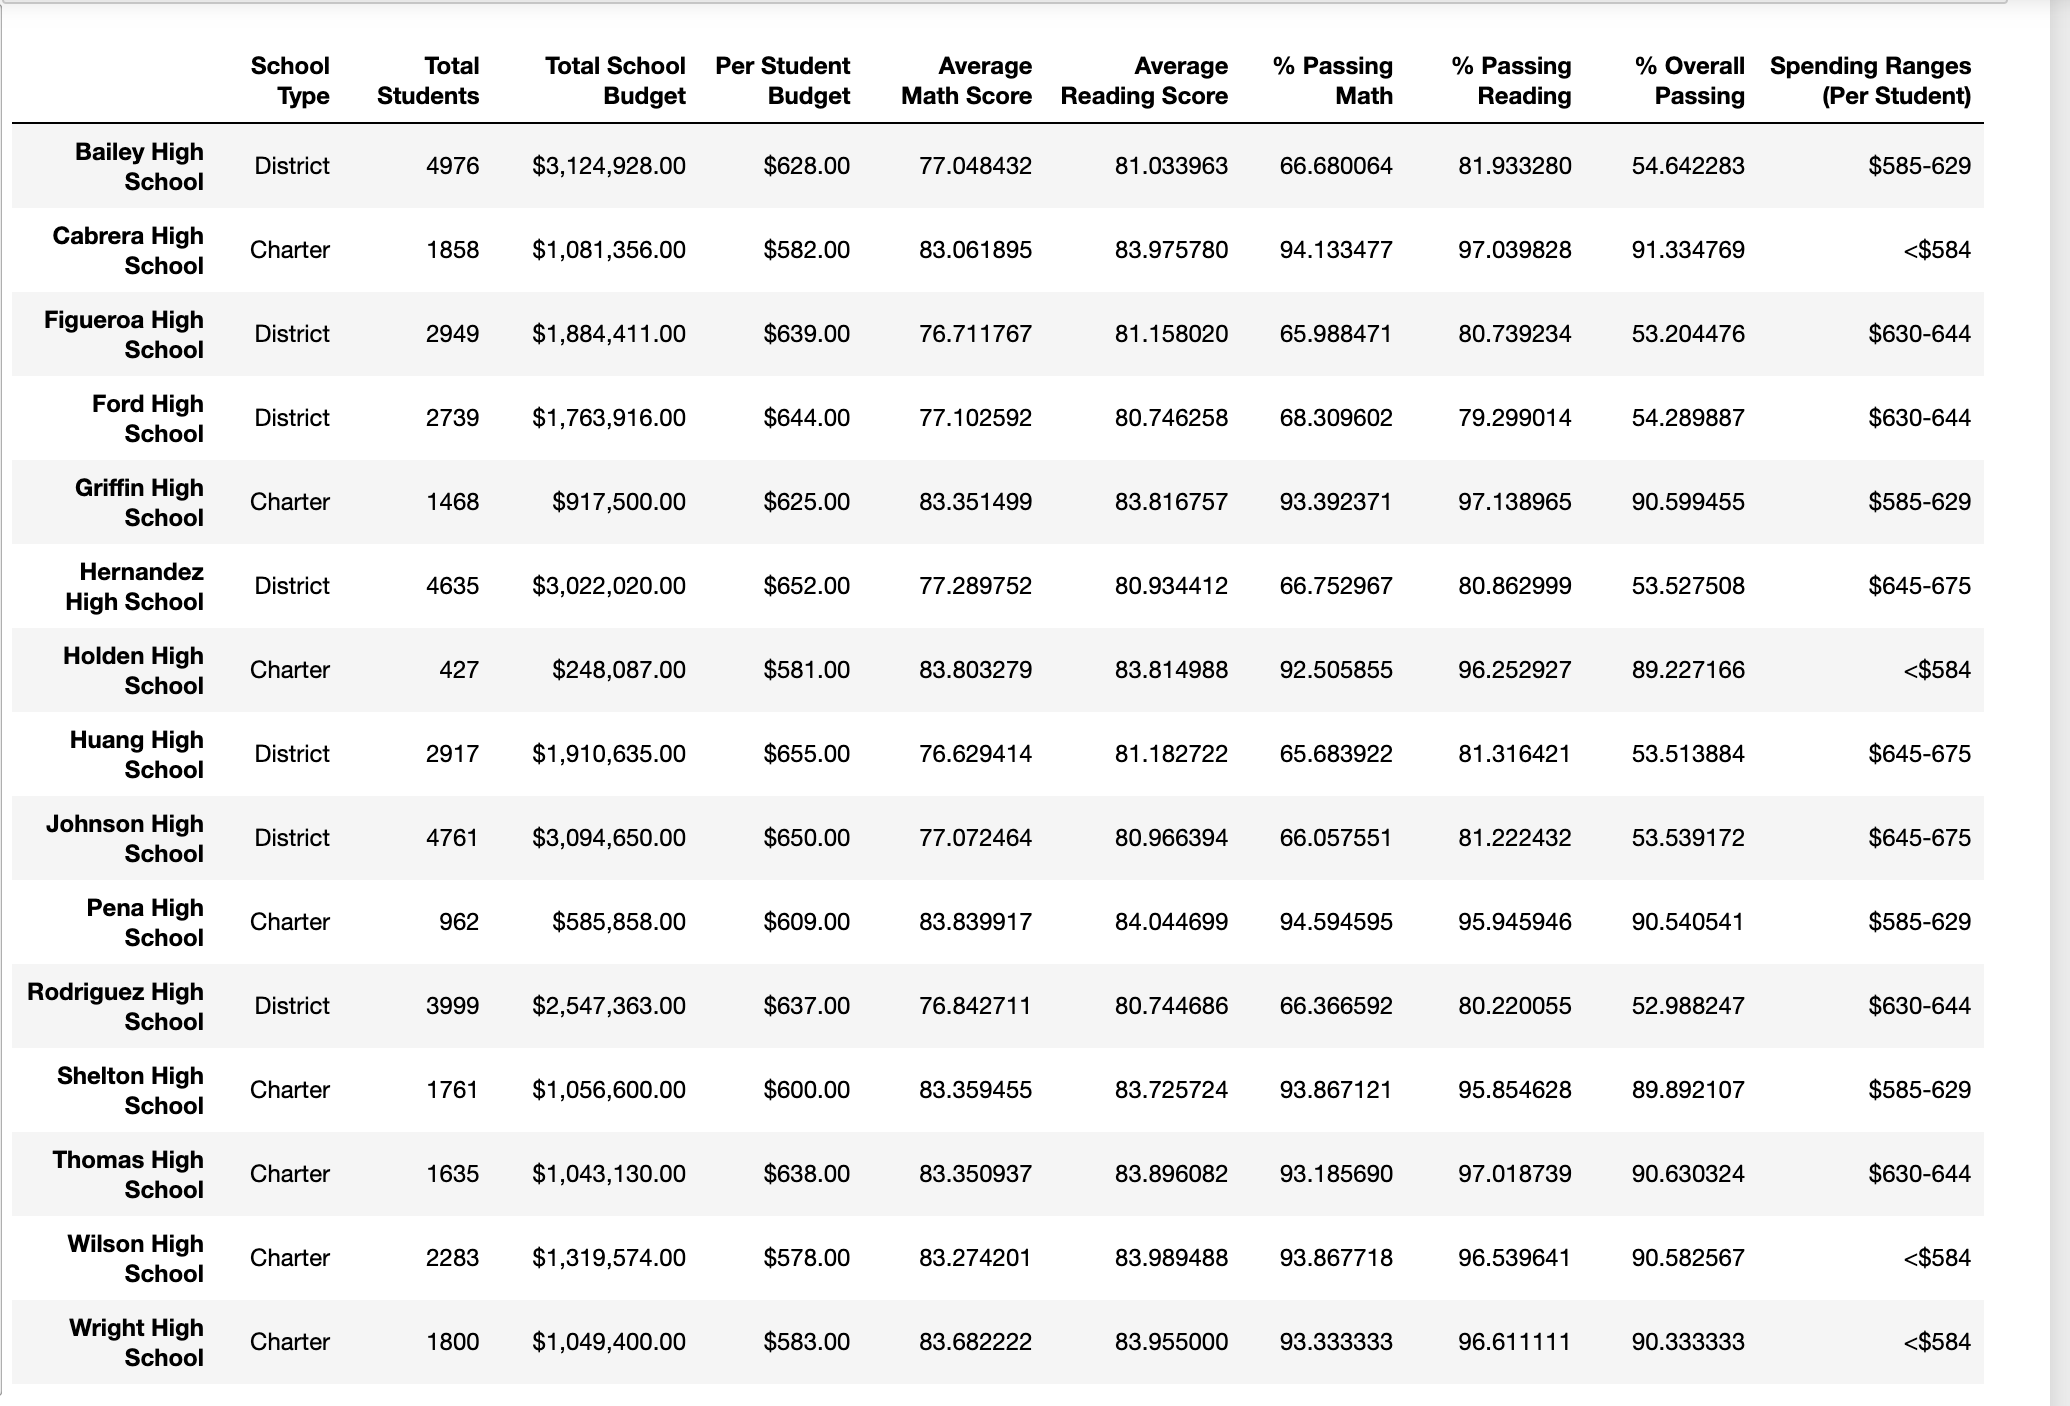 School Type Total Students Total School Budget Per Student Budget Average Math Score Average Reading Score % Passing Math % Passing Reading % Overall Passing Spending Ranges (Per Student)
Bailey High School District 4976 $3,124,928.00 $628.00 77.048432 81.033963 66.680064 81.933280 54.642283 $585-629
Cabrera High School Charter 1858 $1,081,356.00 $582.00 83.061895 83.975780 94.133477 97.039828 91.334769 <$584
Figueroa High School District 2949 $1,884,411.00 $639.00 76.711767 81.158020 65.988471 80.739234 53.204476 $630-644
Ford High School District 2739 $1,763,916.00 $644.00 77.102592 80.746258 68.309602 79.299014 54.289887 $630-644
Griffin High School Charter 1468 $917,500.00 $625.00 83.351499 83.816757 93.392371 97.138965 90.599455 $585-629
Hernandez High School District 4635 $3,022,020.00 $652.00 77.289752 80.934412 66.752967 80.862999 53.527508 $645-675
Holden High School Charter 427 $248,087.00 $581.00 83.803279 83.814988 92.505855 96.252927 89.227166 <$584
Huang High School District 2917 $1,910,635.00 $655.00 76.629414 81.182722 65.683922 81.316421 53.513884 $645-675
Johnson High School District 4761 $3,094,650.00 $650.00 77.072464 80.966394 66.057551 81.222432 53.539172 $645-675
Pena High School Charter 962 $585,858.00 $609.00 83.839917 84.044699 94.594595 95.945946 90.540541 $585-629
Rodriguez High School District 3999 $2,547,363.00 $637.00 76.842711 80.744686 66.366592 80.220055 52.988247 $630-644
Shelton High School Charter 1761 $1,056,600.00 $600.00 83.359455 83.725724 93.867121 95.854628 89.892107 $585-629
Thomas High School Charter 1635 $1,043,130.00 $638.00 83.350937 83.896082 93.185690 97.018739 90.630324 $630-644
Wilson High School Charter 2283 $1,319,574.00 $578.00 83.274201 83.989488 93.867718 96.539641 90.582567 <$584
Wright High School Charter 1800 $1,049,400.00 $583.00 83.682222 83.955000 93.333333 96.611111 90.333333 <$584